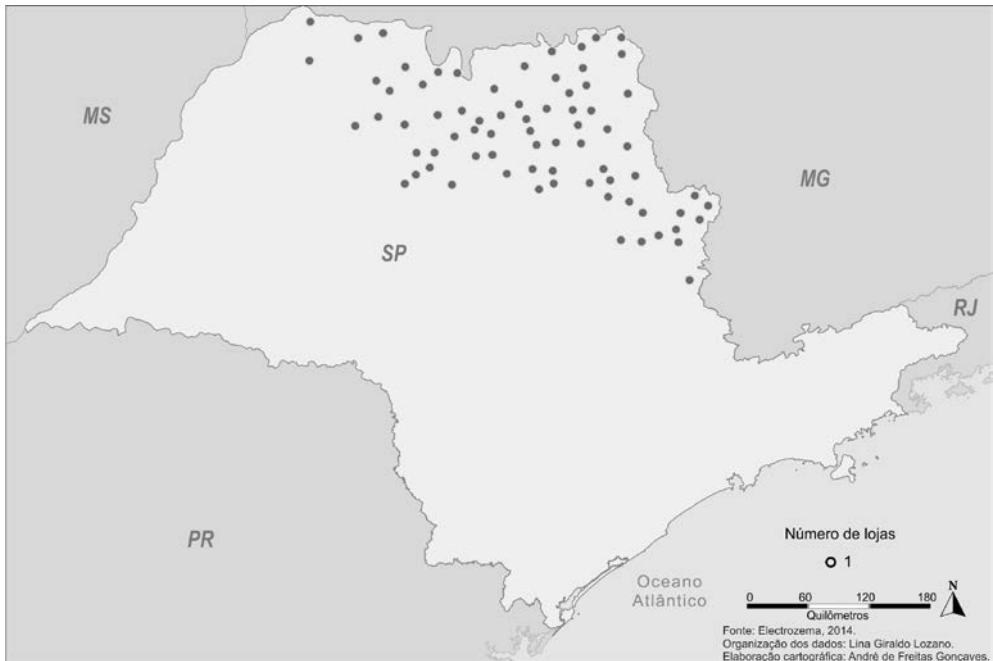 MS
MG
SP
RJ
PR
Número de lojas
1
Oceano
Atlântico
N
0 60 120 180
Quilômetros
Fonte: Electrozema, 2014.
Organização dos dados: Lina Giraldo Lozano.
Elaboração cartográfica: André de Freitas Gonçaves.